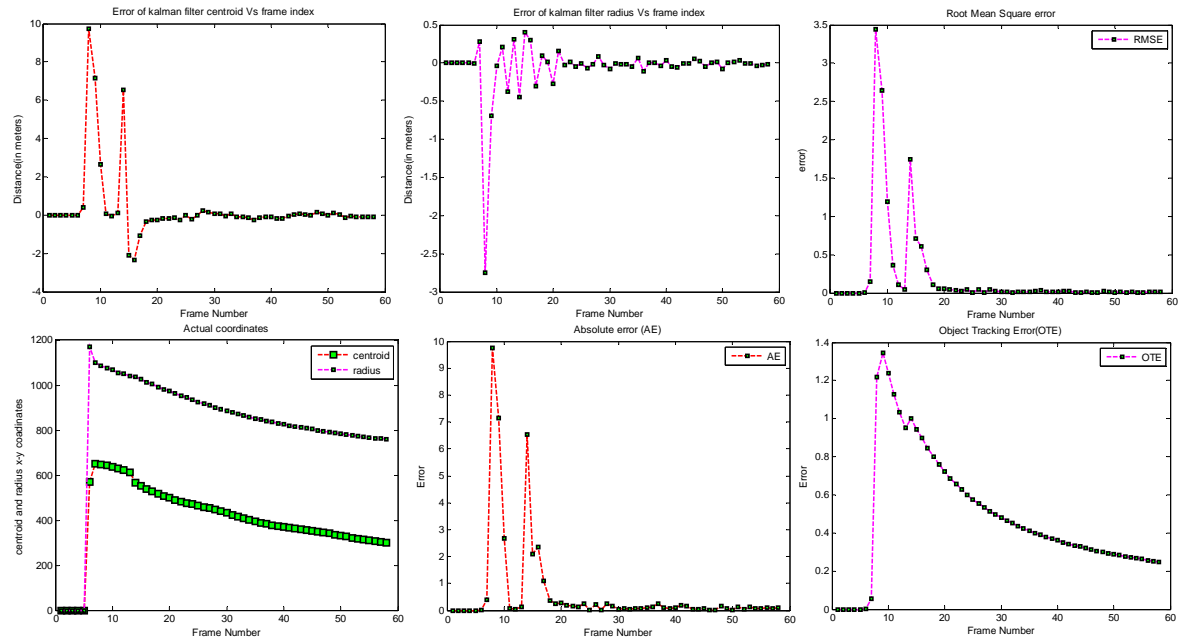 Error of kalman filter centroid Vs frame index
10
8
6
4
2
0
-2
-4
Distance(in meters)
0 10 20 30 40 50 60
Frame Number
Error of kalman filter radius Vs frame index
0.5
0
-0.5
-1
-1.5
-2
-2.5
-3
Distance(in meters)
0 10 20 30 40 50 60
Frame Number
Root Mean Square error
RMSE
3.5
3
2.5
2
1.5
1
0.5
0
error)
0 10 20 30 40 50 60
Frame Number
Actual coordinates
centroid
radius
1200
1000
800
600
400
200
0
centroid and radius x-y coadinates
0 10 20 30 40 50 60
Frame Number
Absolute error (AE)
AE
10
8
6
4
2
0
Error
0 10 20 30 40 50 60
Frame Number
Object Tracking Error(OTE)
OTE
1.4
1.2
1
0.8
0.6
0.4
0.2
0
Error
0 10 20 30 40 50 60
Frame Number